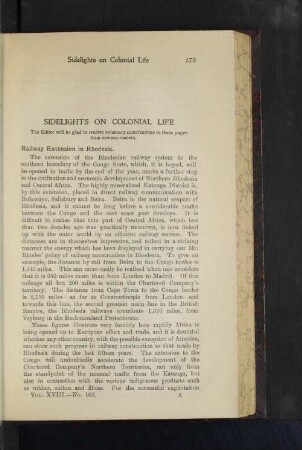 Sidelights on Colonial Life 273
SIDELIGHTS ON COLONIAL LIFE
The Editor will be glad to receive voluntary contributions to these pages
from oversea readers.
Railway Extension in Rhodesia.
The extension of the Rhodesian railway system to the
southern boundary of the Congo State, which, it is hoped, will
be opened to traffic by the end of the year, marks a further step
in the civilisation and economic development of Northern Rhodesia
and Central Africa. The highly mineralised Katanga District is,
by this extension, placed in direct railway communication with
Bulawayo, Salisbury and Beira. Beira is the natural seaport of
Rhodesia, and it cannot be long before a considerable traffic
between the Congo and the east coast port develops. It is
difficult to realise that this part of Central Africa, which less
than two decades ago was practically unknown, is now linked
up with the outer world by an efficient railway service. The
distances are in themselves impressive, and reflect in a striking
manner the energy which has been displayed in carrying out Mr.
Rhodes' policy of railway construction in Rhodesia. To give an
example, the distance by rail from Beira to the Congo border is
miles. This can more easily be realised when one considers
that it is 280 miles more than from London to Madrid. Of this
mileage all but 200 miles is within the Chartered Company's
territory. The distance from Cape Town to the Congo border
is 2,150 miles—as far as Constantinople from London—and
towards this line, the second greatest main line in the British
Empire, the Rhodesia railways contribute miles, from
Vryburg in the Bechuanaland Protectorate.
These figures illustrate very forcibly how rapidly Africa is
being opened up to European effort and trade, and it is doubtful
whether any other country, with the possible exception of America,
can show such progress in railway construction as that made by
Rhodesia during the last fifteen years. The extension to the
Congo will undoubtedly accelerate the development of the
Chartered Company's Northern Territories, not only from
the standpoint of the mineral traffic from the Katanga, but
also in connection with the various indigenous products such
as rubber, cotton and fibres. For the successful exploitation
Vol. XVIII.—No. 105.